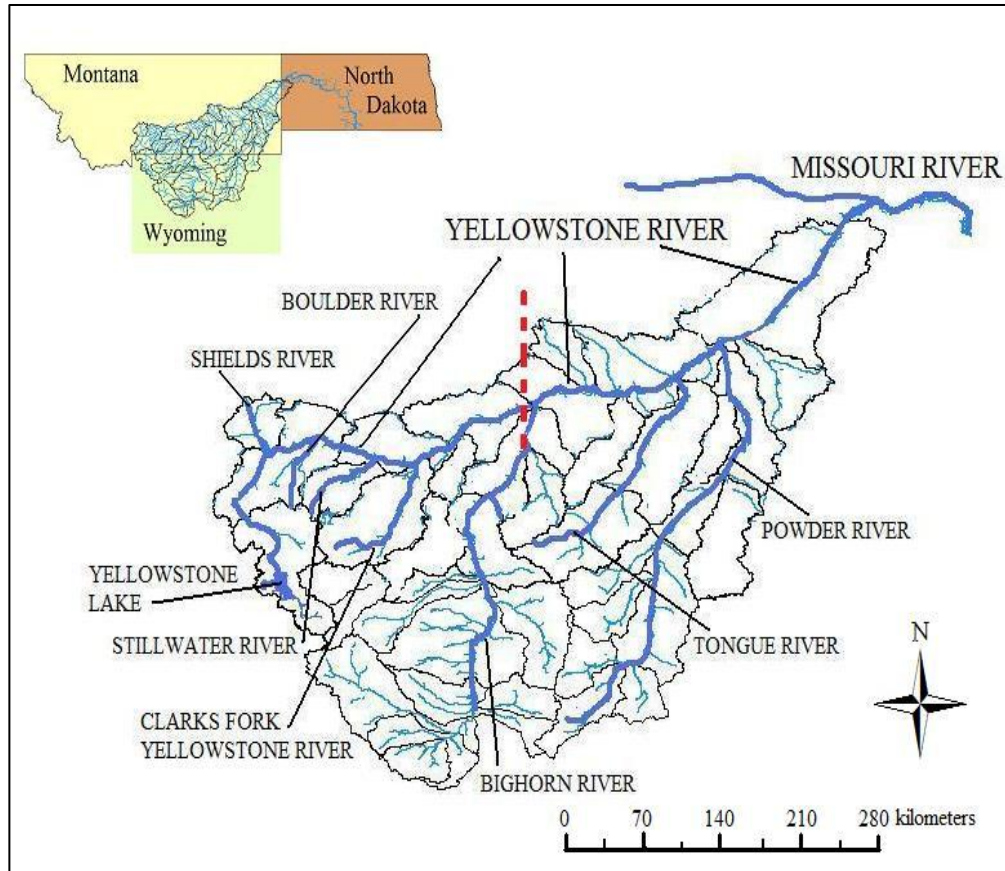 Montana
North
Dakota
Wyoming
MISSOURI RIVER
YELLOWSTONE RIVER
BOULDER RIVER
SHIELDS RIVER
POWDER RIVER
YELLOWSTONE
LAKE
STILLWATER RIVER
TONGUE RIVER
N
CLARKS FORK
YELLOWSTONE RIVER
BIGHORN RIVER
0 70 140 210 280 kilometers